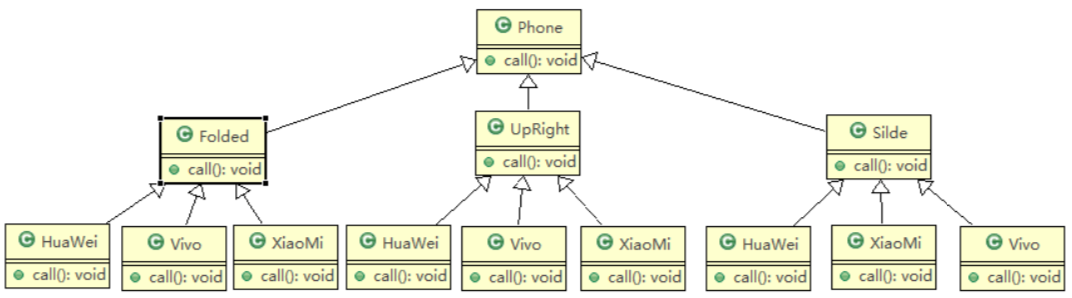 C Phone
call(): void
C Folded
call(): void
C UpRight
call(): void
C Silde
call(): void
C HuaWei
call(): void
C Vivo
call(): void
C XiaoMi
call(): void
C HuaWei
call(): void
C Vivo
call(): void
C XiaoMi
call(): void
C HuaWei
call(): void
C XiaoMi
call(): void
C Vivo
call(): void